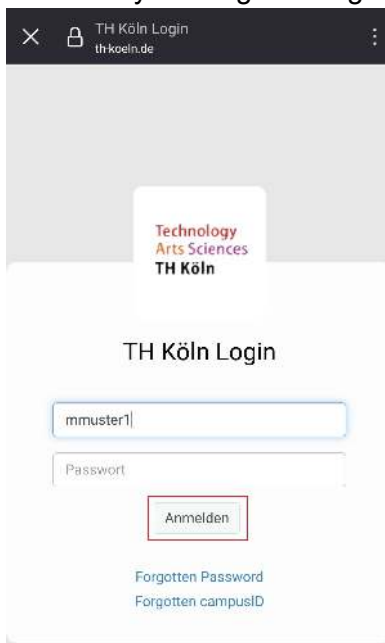 TH Köln Login
th-koeln.de
Technology
Arts Sciences
TH Köln
TH Köln Login
mmuster1
Passwort
Anmelden
Forgotten Password
Forgotten campusID